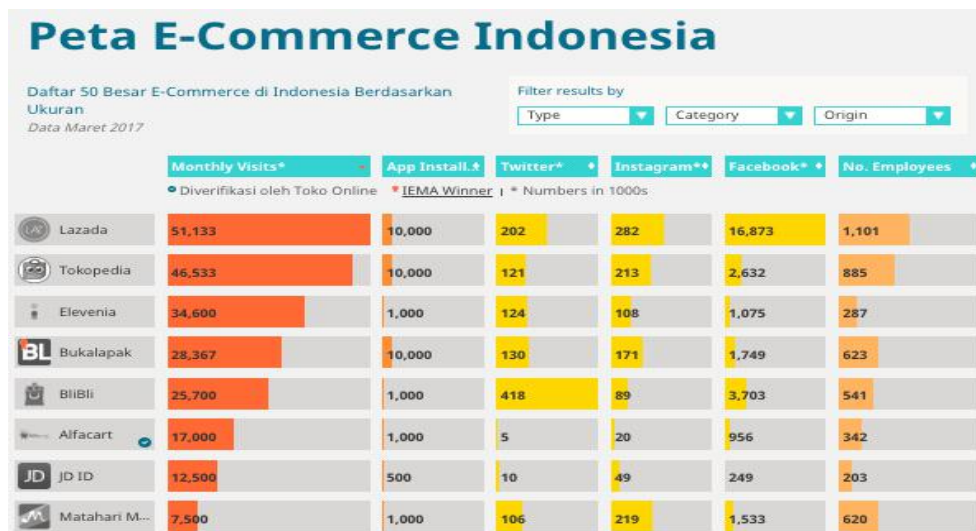 Peta E-Commerce Indonesia
Daftar 50 Besar E-Commerce di Indonesia Berdasarkan
Ukuran
Data Maret 2017
Filter results by
Type Category Origin
Monthly Visits* App Install. Twitter* Instagram* Facebook* No. Employees
Diverifikasi oleh Toko Online * IEMA Winner | * Numbers in 1000s
Lazada 51,133 10,000 202 282 16,873 1,101
Tokopedia 46,533 10,000 121 213 2,632 885
Elevenia 34,600 1,000 124 108 1,075 287
BL Bukalapak 28,367 10,000 130 171 1,749 623
BliBli 25,700 1,000 418 89 3,703 541
Alfacart 17,000 1,000 5 20 956 342
JD JD ID 12,500 500 10 49 249 203
M Matahari M... 7,500 1,000 106 219 1,533 620